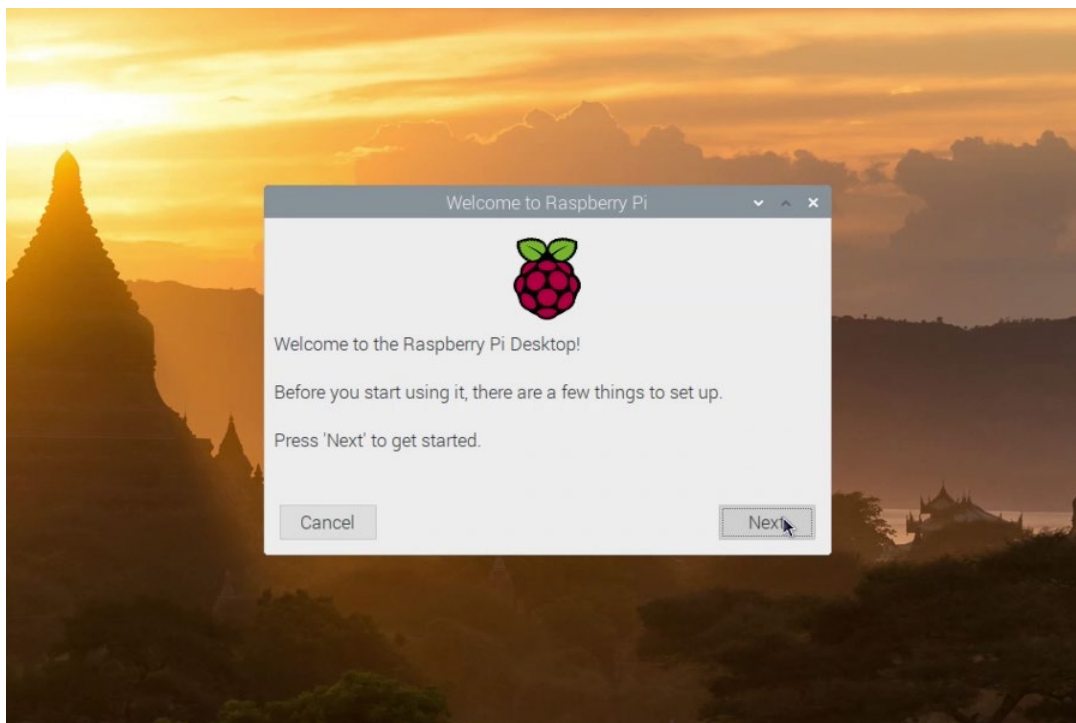 Welcome to Raspberry Pi
Welcome to the Raspberry Pi Desktop!
Before you start using it, there are a few things to set up.
Press 'Next' to get started.
Cancel
Next